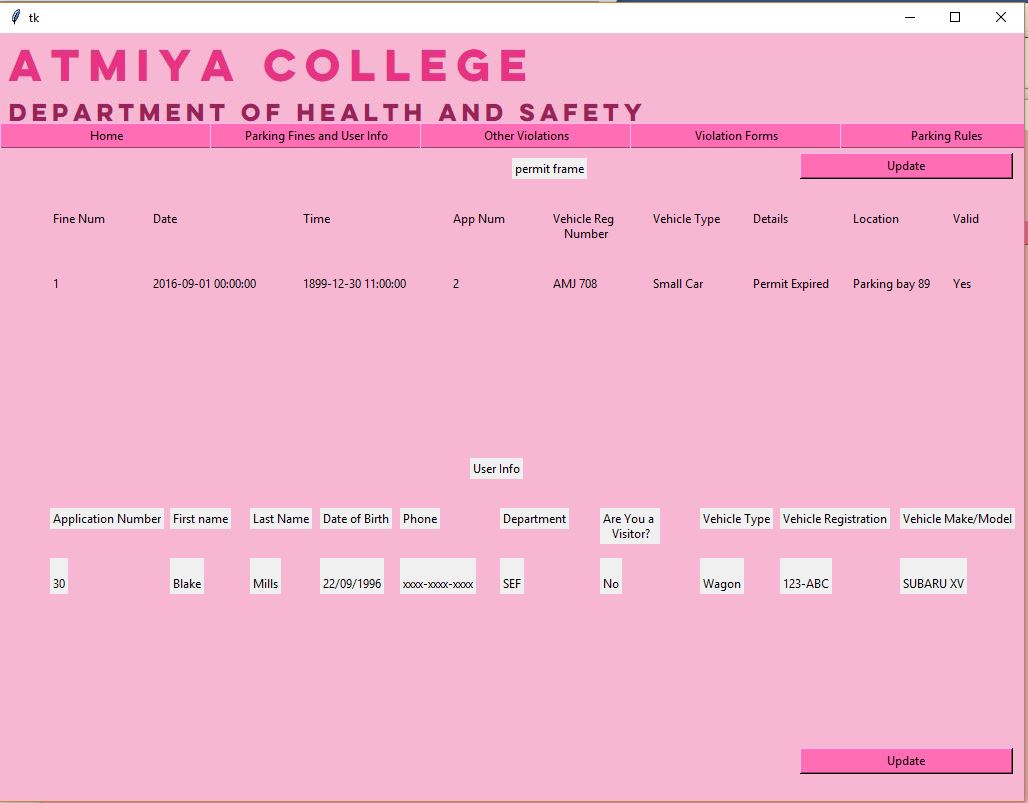 tk
ATMIYA COLLEGE
DEPARTMENT OF HEALTH AND SAFETY
Home Parking Fines and User Info Other Violations Violation Forms Parking Rules
permit frame Update
Fine Num Date Time App Num Vehicle Reg Vehicle Type Details Location Valid
Number
1 2016-09-01 00:00:00 1899-12-30 11:00:00 2 AMJ 708 Small Car Permit Expired Parking bay 89 Yes
User Info
Application Number First name Last Name Date of Birth Phone Department Are You a Vehicle Type Vehicle Registration Vehicle Make/Model
Visitor?
30 Blake Mills 22/09/1996 xxxx-xxxx-xxxx SEF No Wagon 123-ABC SUBARU XV
Update